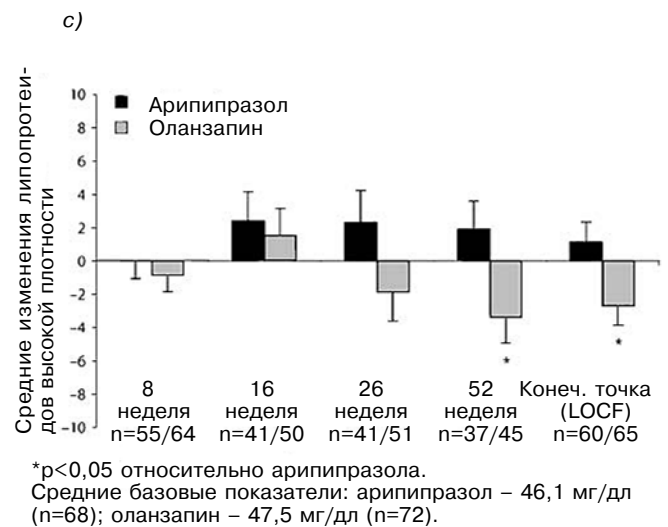 c)
Средние изменения липопротеи-
дов высокой плотности
10
8
6
4
2
0
–2
–4
–6
–8
–10
Арипипразол
Оланзапин
*
*
8
неделя
n=55/64
16
неделя
n=41/50
26
неделя
n=41/51
52
неделя
n=37/45
Конеч. точка
(LOCF)
n=60/65
*p<0,05 относительно арипипразола.
Средние базовые показатели: арипипразол – 46,1 мг/дл
(n=68); оланзапин – 47,5 мг/дл (n=72).